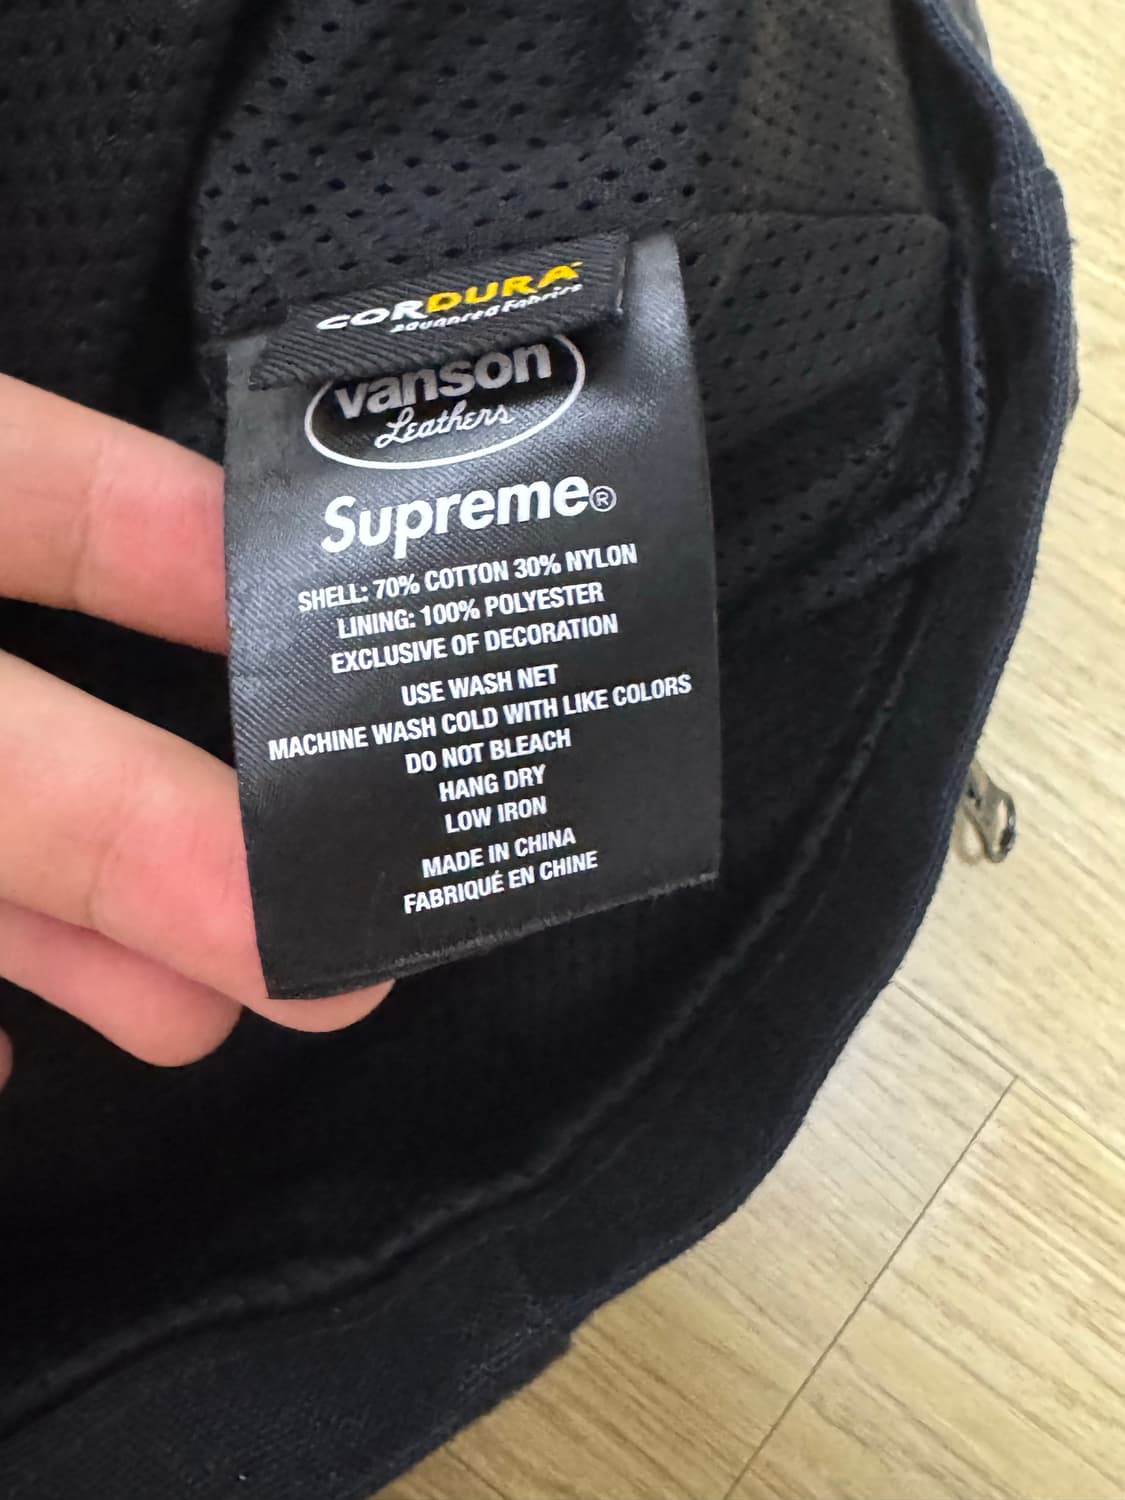 CORDURA
Advanced Fabrics
vanson
Leathers
Supreme®
SHELL: 70% COTTON 30% NYLON
LINING: 100% POLYESTER
EXCLUSIVE OF DECORATION
USE WASH NET
MACHINE WASH COLD WITH LIKE COLORS
DO NOT BLEACH
HANG DRY
LOW IRON
MADE IN CHINA
FABRIQUÉ EN CHINE